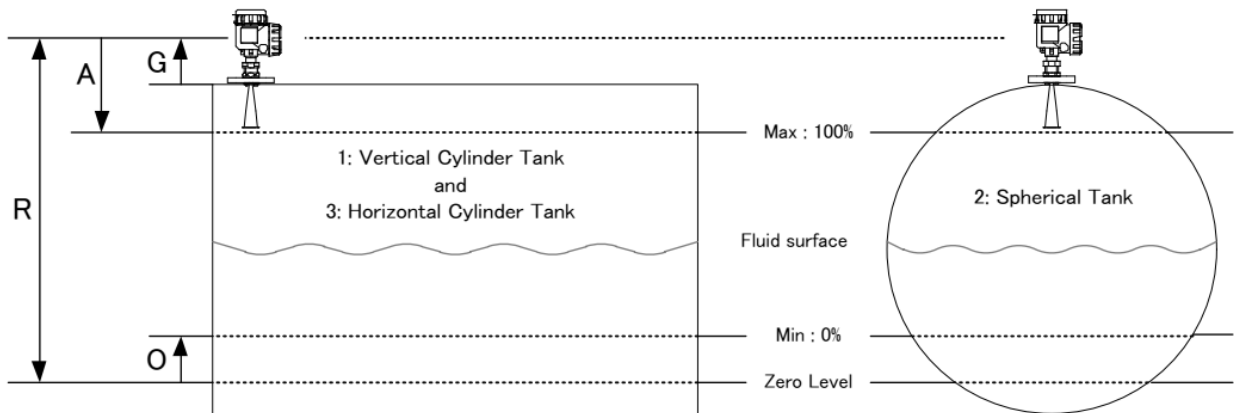 G
A
R
O
Max : 100%
1: Vertical Cylinder Tank
and
3: Horizontal Cylinder Tank
2: Spherical Tank
Fluid surface
Min : 0%
Zero Level